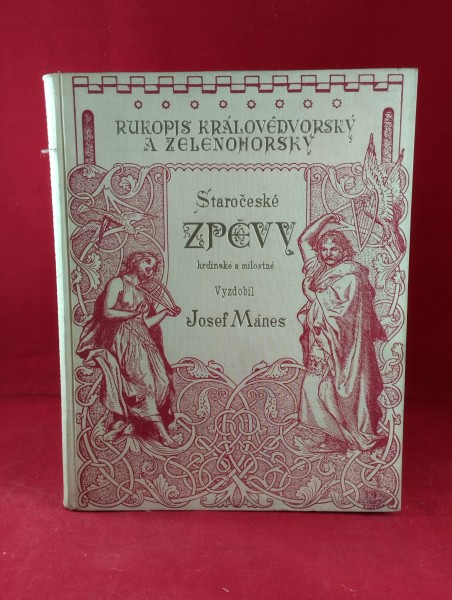 RUKOPIS KRÁLOVÉDVORSKÝ
A ZELENOHORSKÝ
Staročeské
ZPĚVY
hrdinské a milostné
Vyzdobil
Josef Mánes